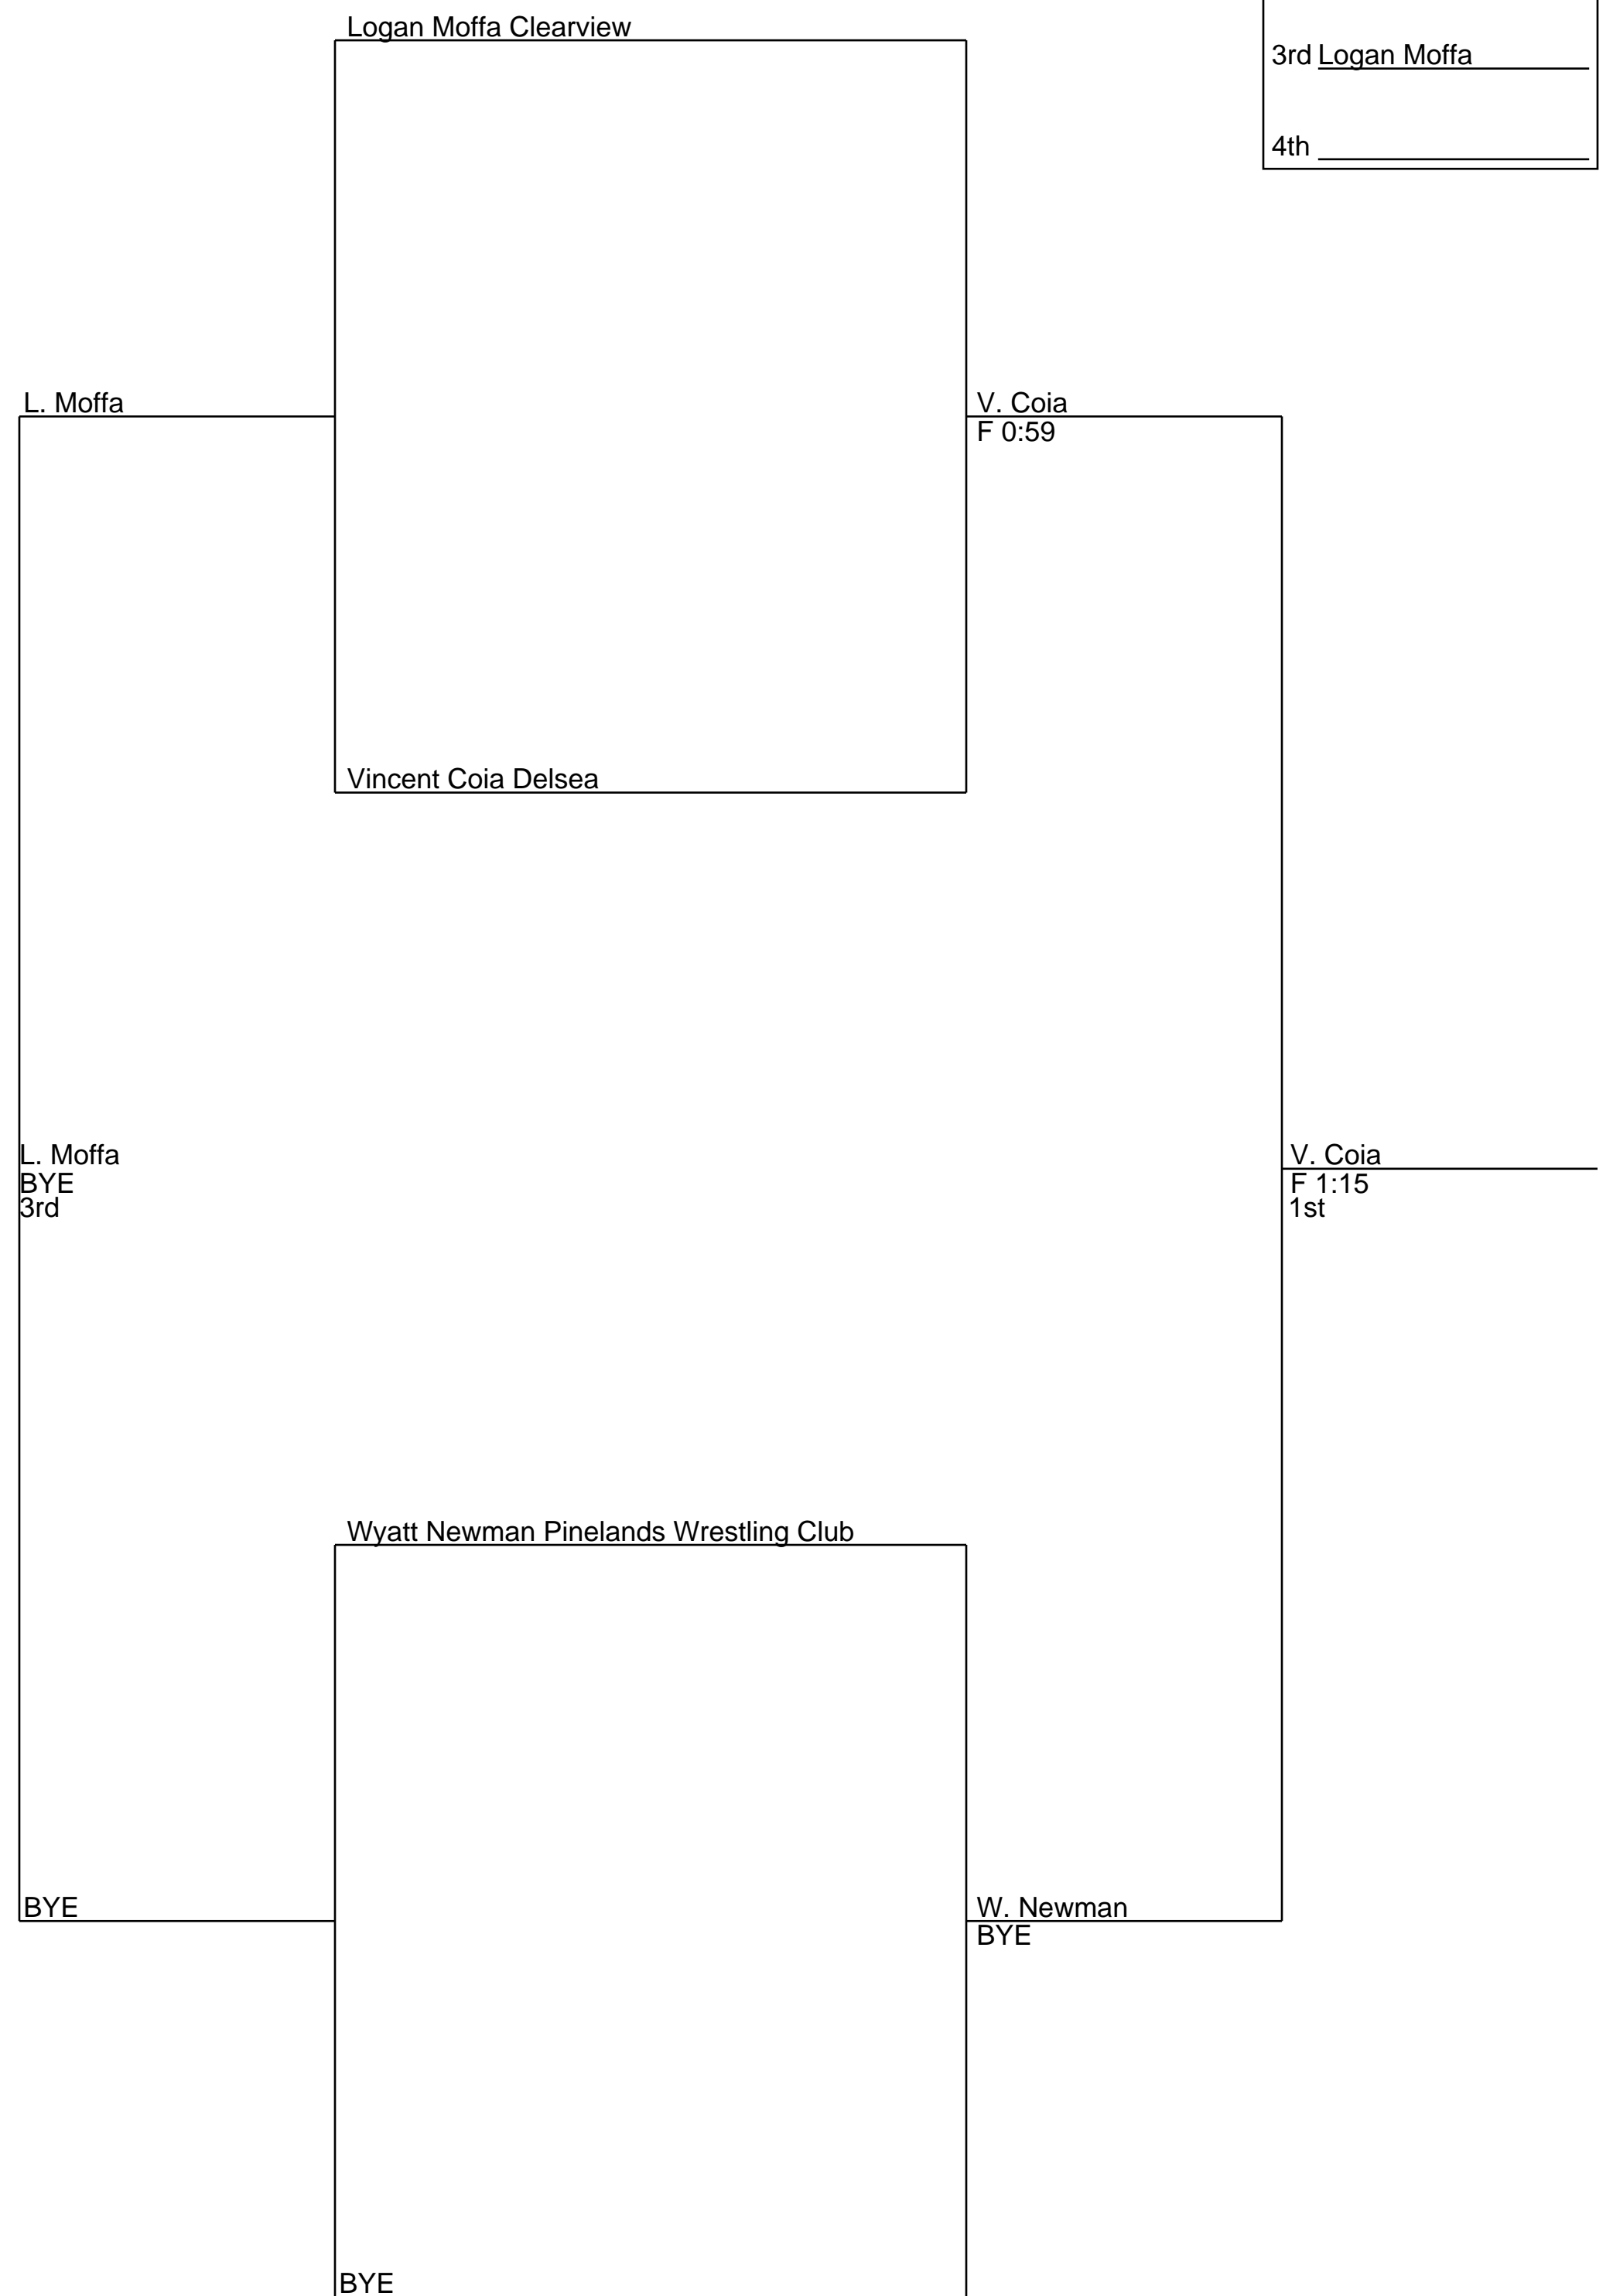 Logan Moffa Clearview
3rd Logan Moffa
4th
L. Moffa
V. Coia
F 0:59
Vincent Coia Delsea
L. Moffa
BYE
3rd
V. Coia
F 1:15
1st
Wyatt Newman Pinelands Wrestling Club
BYE
W. Newman
BYE
BYE